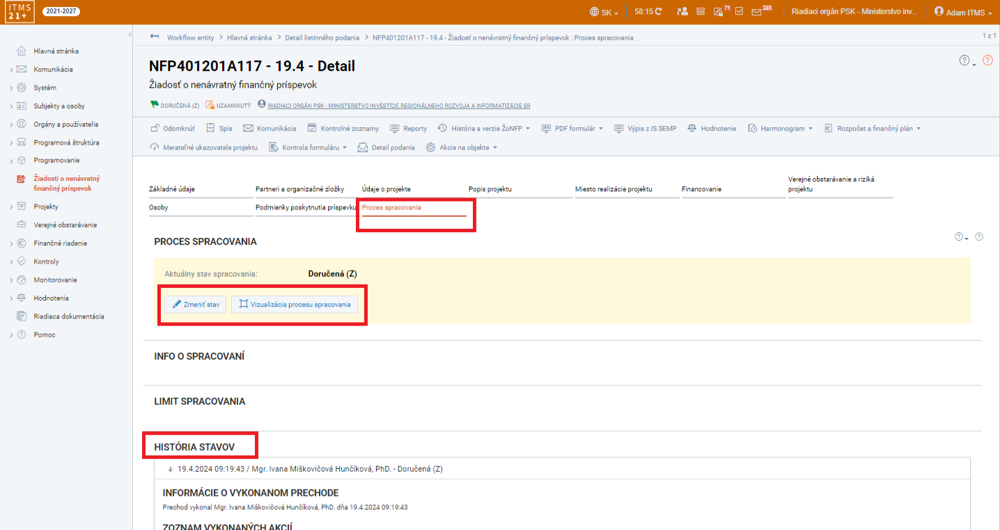 ITMS
21+
2021-2027
SK
58:15
71
235
Riadiaci orgán PSK - Ministerstvo inv...
Adam ITMS
Workflow entity > Hlavná stránka > Detail listinného podania > NFP401201A117 - 19.4 - Žiadosť o nenávratný finančný príspevok : Proces spracovania
1 z 1
Hlavná stránka
Komunikácia
Systém
Subjekty a osoby
Orgány a používatelia
Programová štruktúra
Programovanie
Žiadosti o nenávratný
finančný príspevok
Projekty
Verejné obstarávanie
Finančné riadenie
Kontroly
Monitorovanie
Hodnotenia
Riadiaca dokumentácia
Pomoc
NFP401201A117 - 19.4 - Detail
Žiadosť o nenávratný finančný príspevok
DORUČENÁ (Z) UZAMKNUTÝ RIADIACI ORGÁN PSK - MINISTERSTVO INVESTÍCIÍ, REGIONÁLNEHO ROZVOJA A INFORMATIZÁCIE SR
Odomknúť Spis Komunikácia Kontrolné zoznamy Reporty História a verzie ŽoNFP PDF formulár Výpis z IS SEMP Hodnotenie Harmonogram Rozpočet a finančný plán
Merateľné ukazovatele projektu Kontrola formuláru Detail podania Akcie na objekte
Základné údaje Partneri a organizačné zložky Údaje o projekte Popis projektu Miesto realizácie projektu Financovanie Verejné obstarávanie a riziká
projektu
Osoby Podmienky poskytnutia príspevku Proces spracovania
PROCES SPRACOVANIA
Aktuálny stav spracovania: Doručená (Z)
Zmeniť stav Vizualizácia procesu spracovania
INFO O SPRACOVANÍ
LIMIT SPRACOVANIA
HISTÓRIA STAVOV
19.4.2024 09:19:43 / Mgr. Ivana Miškovičová Hunčíková, PhD. - Doručená (Z)
INFORMÁCIE O VYKONANOM PRECHODE
Prechod vykonal Mgr. Ivana Miškovičová Hunčíková, PhD. dňa 19.4.2024 09:19:43
ZOZNAM VYKONANÝCH AKCIÍ